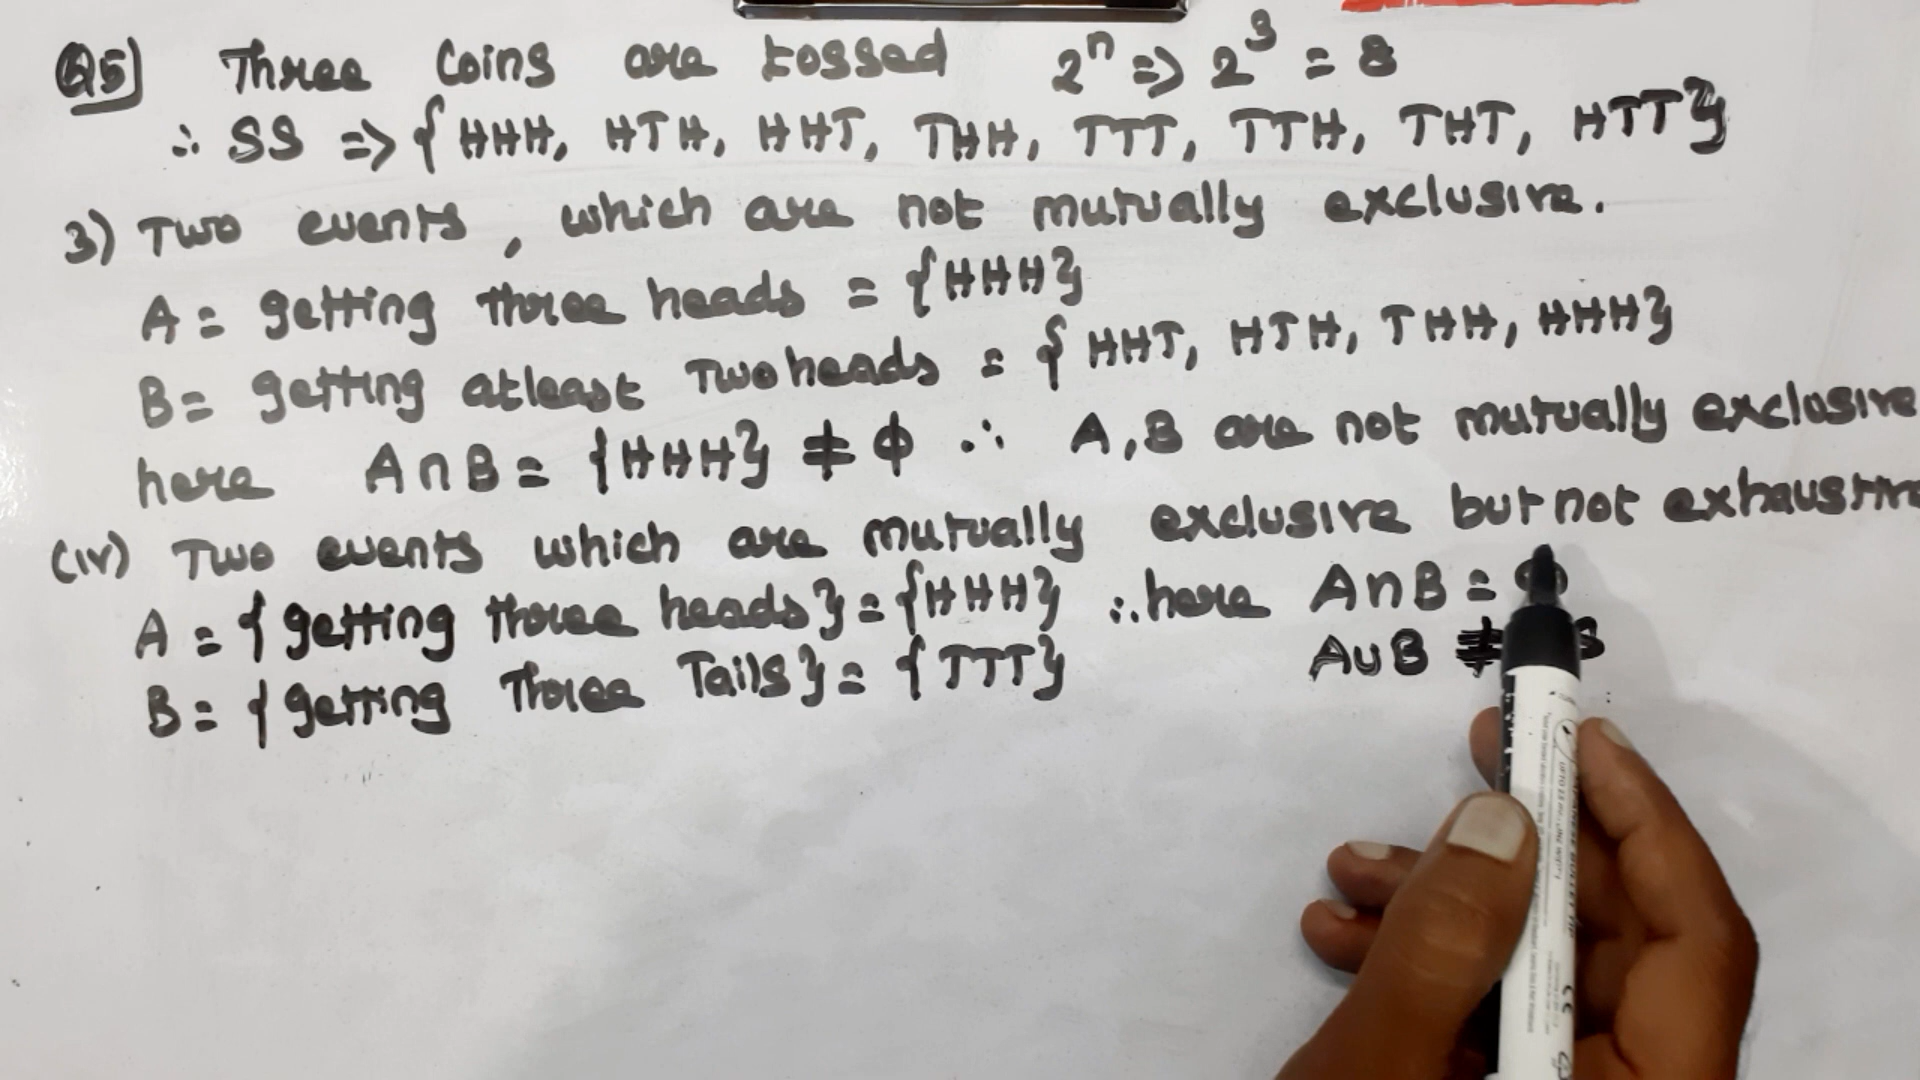 Q5) Three Coins are tossed 2ⁿ => 2³ = 8
∴ SS => { HHH, HTH, HHT, THH, TTT, TTH, THT, HTT}
3) Two events, which are not mutually exclusive.
A = getting three heads = {HHH}
B = getting atleast Two heads = { HHT, HTH, THH, HHH}
here A∩B = {HHH} ≠ ϕ ∴ A,B are not mutually exclusive
(iv) Two events which are mutually exclusive but not exhaustive
A = { getting three heads} = {HHH} ∴ here A∩B =
B = { getting Three Tails} = { TTT} A∪B ≠